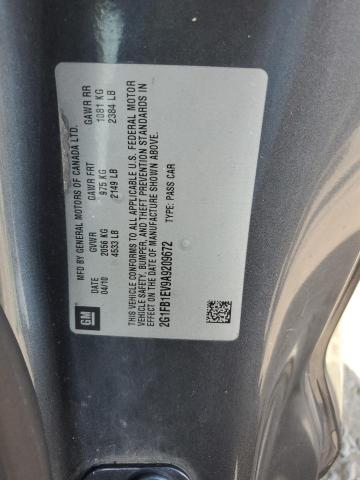 MFD BY GENERAL MOTORS OF CANADA LTD.
DATE GVWR GAWR FRT GAWR RR
04/10 2056 KG 975 KG 1081 KG
4533 LB 2149 LB 2384 LB
THIS VEHICLE CONFORMS TO ALL APPLICABLE U.S. FEDERAL MOTOR
VEHICLE SAFETY, BUMPER, AND THEFT PREVENTION STANDARDS IN
EFFECT ON THE DATE OF MANUFACTURE SHOWN ABOVE.
2G1FB1EV9A9209672 TYPE: PASS CAR
GM